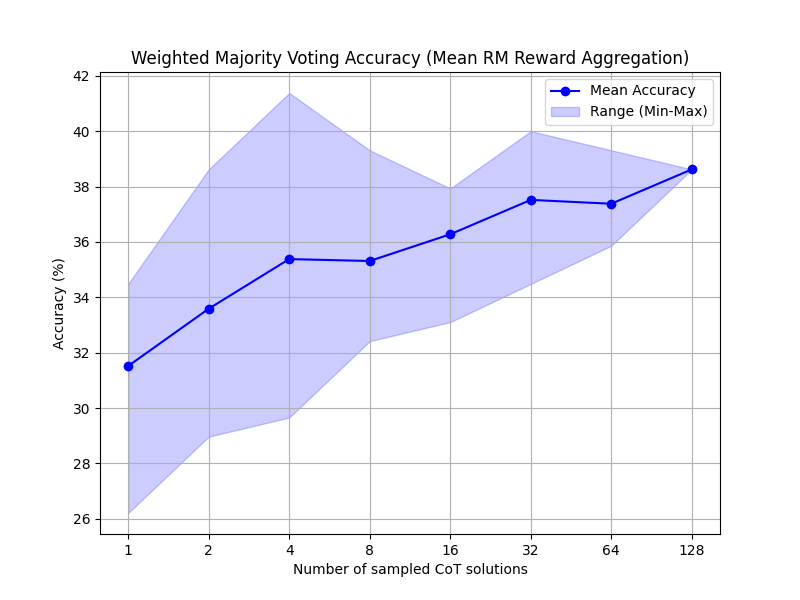 Weighted Majority Voting Accuracy (Mean RM Reward Aggregation)
Mean Accuracy
Range (Min-Max)
42
40
38
36
34
32
30
28
26
Accuracy (%)
1 2 4 8 16 32 64 128
Number of sampled CoT solutions